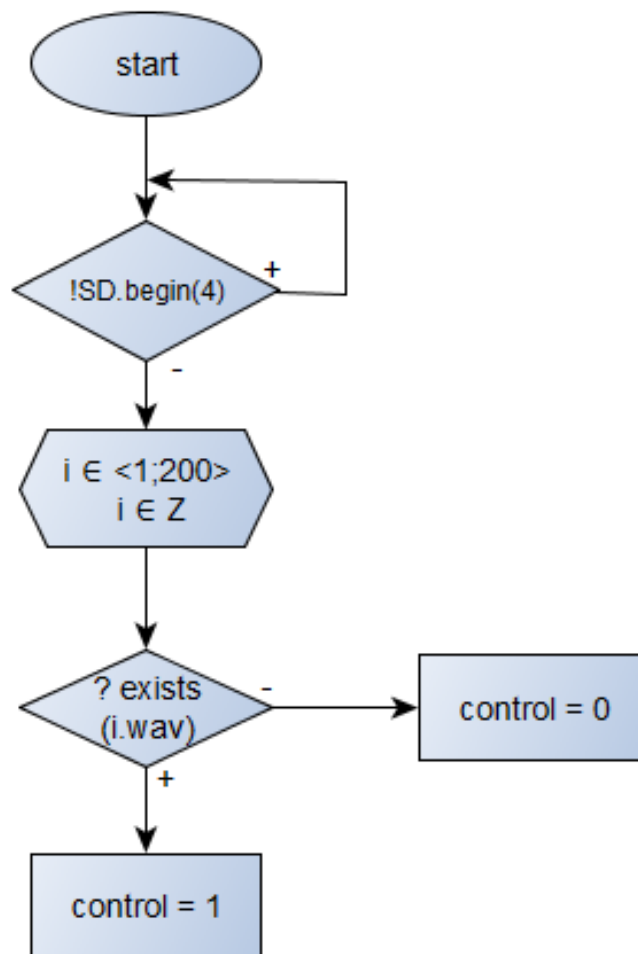 start
!SD.begin(4)
+
-
i ∈ <1;200>
i ∈ Z
? exists
(i.wav)
-
control = 0
+
control = 1